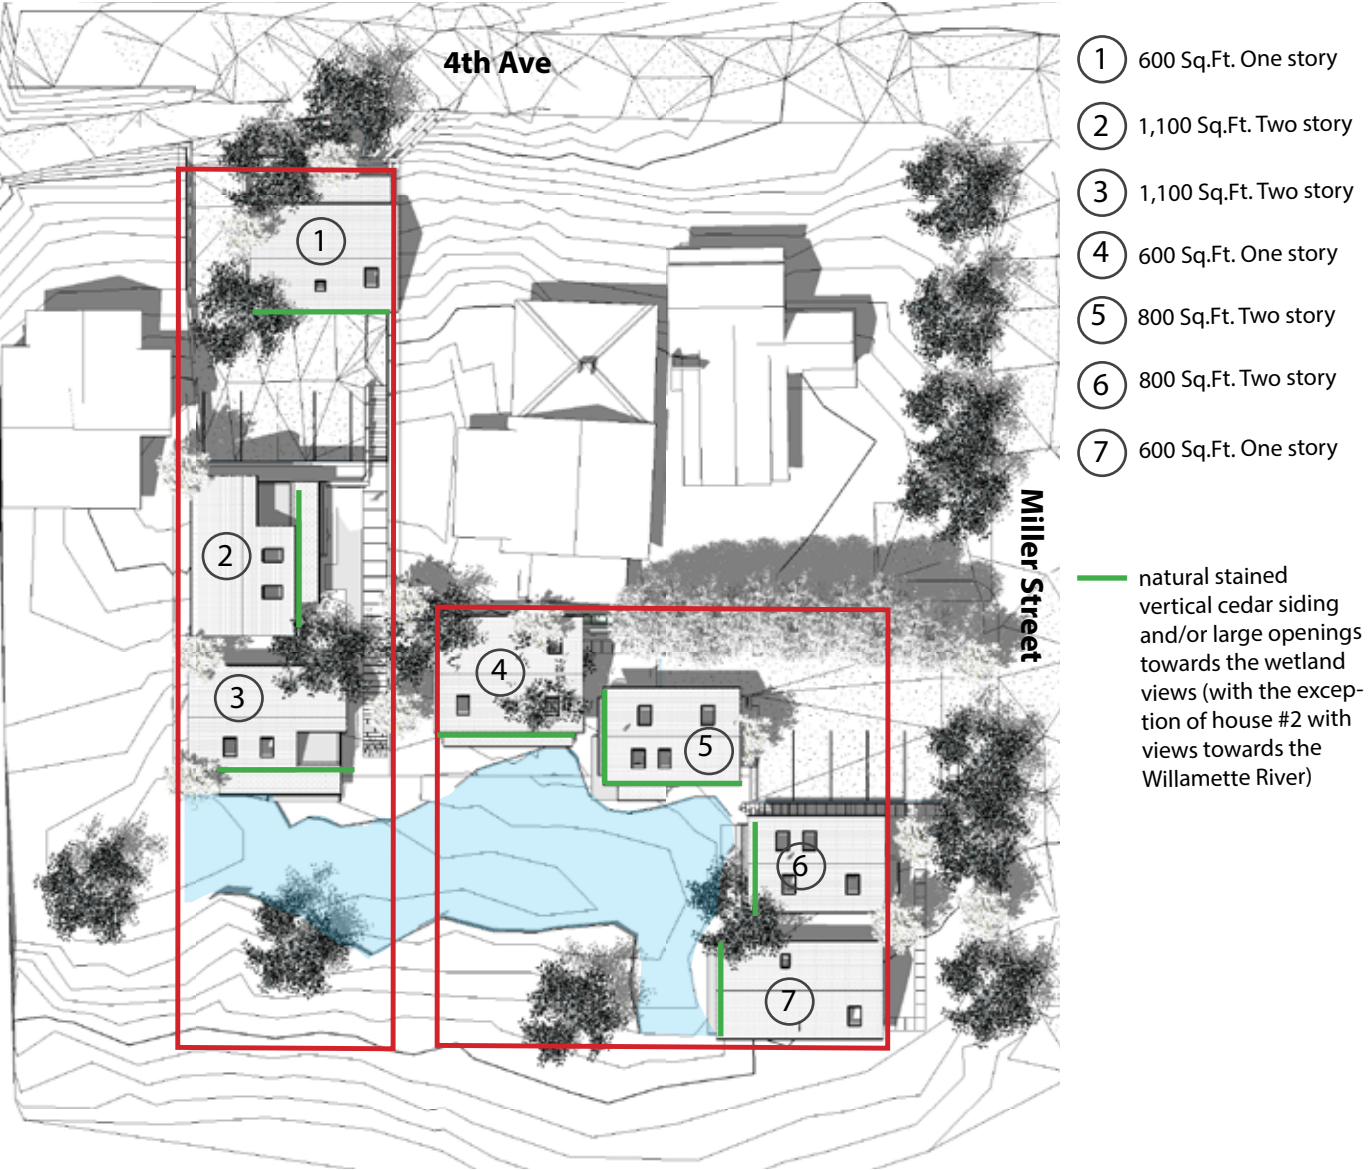 4th Ave
1
2
3
4
5
6
7
Miller Street
1 600 Sq.Ft. One story
2 1,100 Sq.Ft. Two story
3 1,100 Sq.Ft. Two story
4 600 Sq.Ft. One story
5 800 Sq.Ft. Two story
6 800 Sq.Ft. Two story
7 600 Sq.Ft. One story
natural stained
vertical cedar siding
and/or large openings
towards the wetland
views (with the excep-
tion of house #2 with
views towards the
Willamette River)